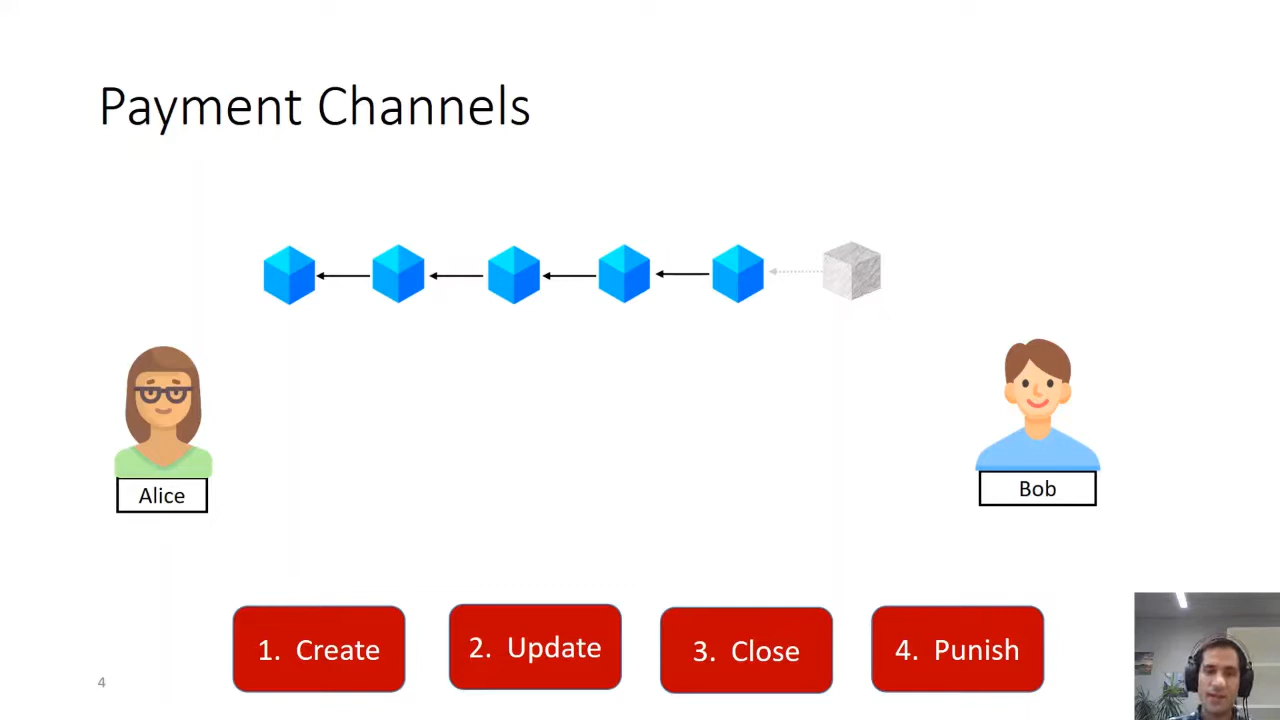 Payment Channels
Alice
Bob
1. Create
2. Update
3. Close
4. Punish
4